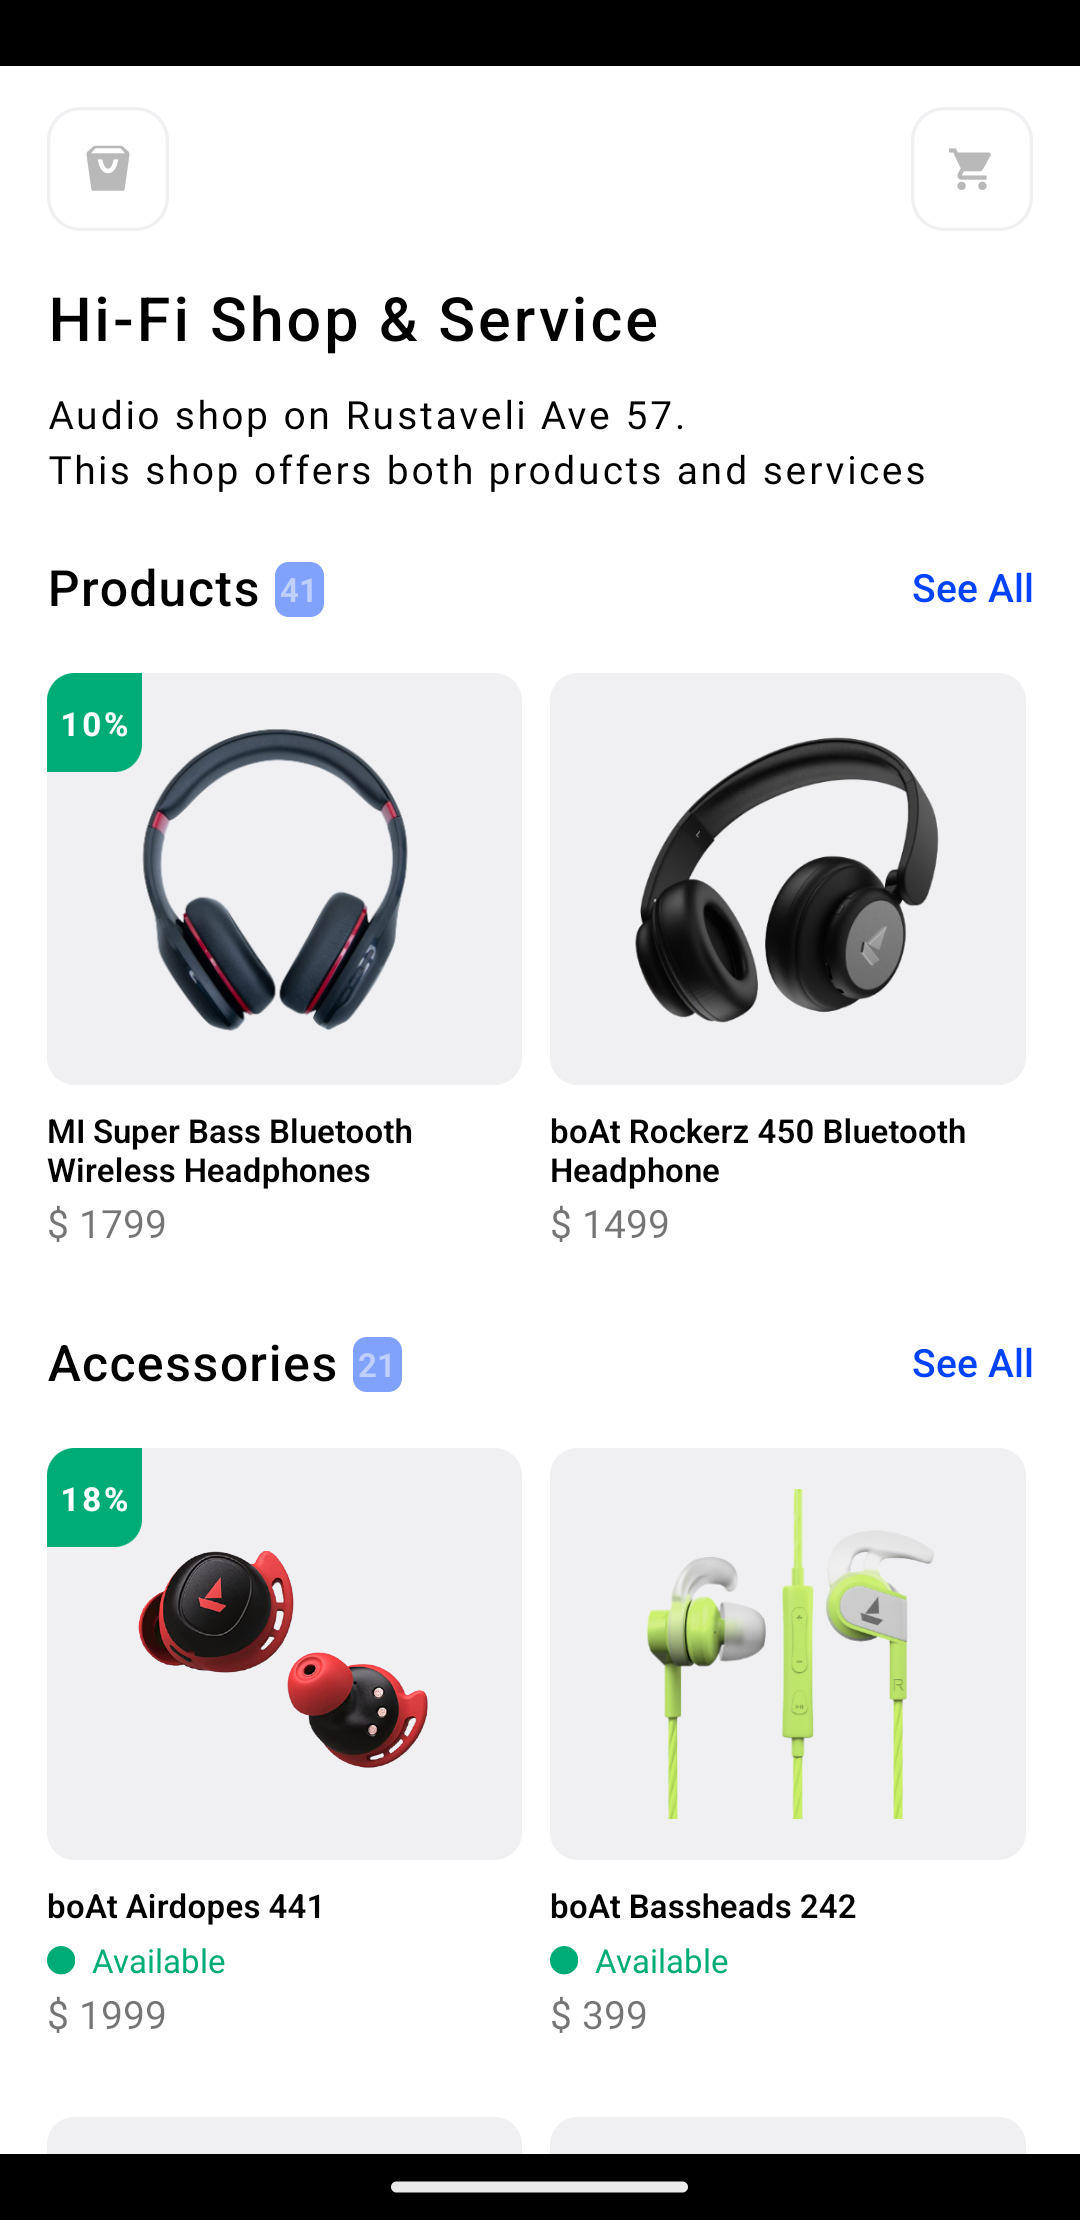 Hi-Fi Shop & Service
Audio shop on Rustaveli Ave 57.
This shop offers both products and services
Products 41
See All
10%
MI Super Bass Bluetooth
Wireless Headphones
$ 1799
L
boAt Rockerz 450 Bluetooth
Headphone
$ 1499
Accessories 21
See All
18%
boAt Airdopes 441
Available
$ 1999
R
boAt Bassheads 242
Available
$ 399